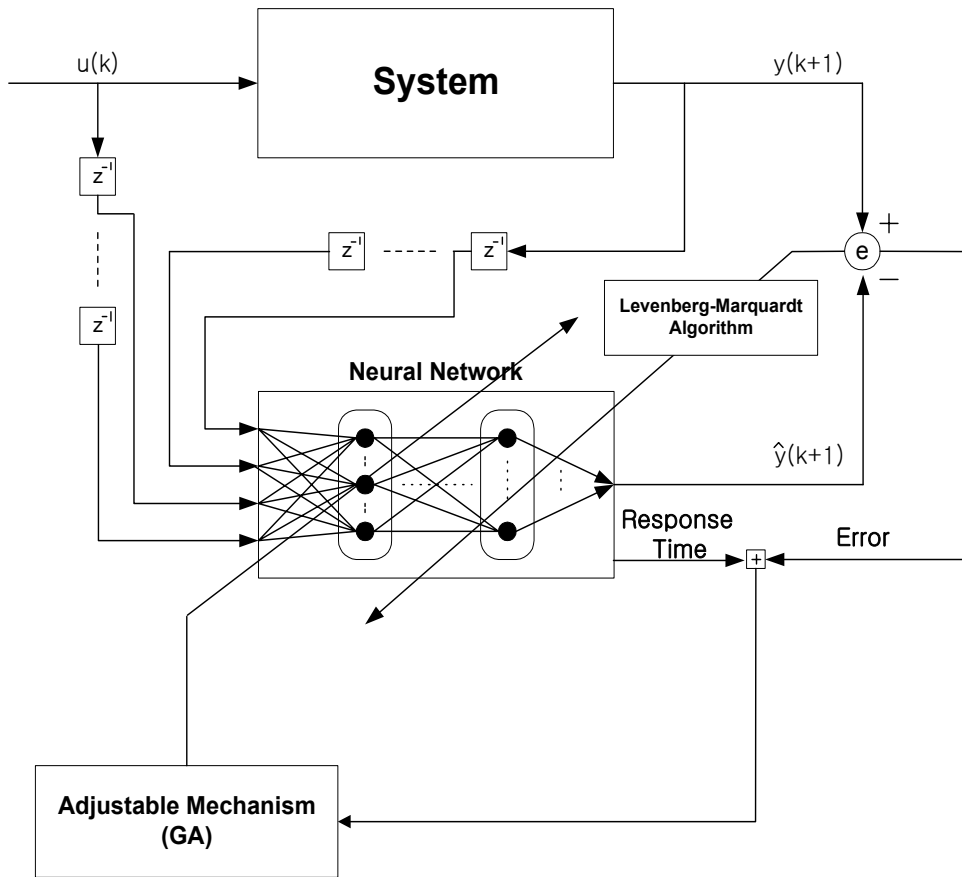 u(k)
System
y(k+1)
z⁻¹
+
z⁻¹
z⁻¹
e
−
Levenberg-Marquardt
Algorithm
z⁻¹
Neural Network
ŷ(k+1)
Response
Time
Error
+
Adjustable Mechanism
(GA)